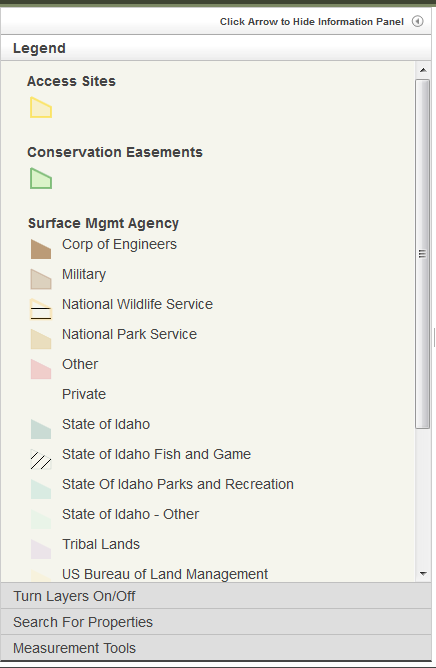 Click Arrow to Hide Information Panel
Legend
Access Sites
Conservation Easements
Surface Mgmt Agency
Corp of Engineers
Military
National Wildlife Service
National Park Service
Other
Private
State of Idaho
State of Idaho Fish and Game
State Of Idaho Parks and Recreation
State of Idaho - Other
Tribal Lands
US Bureau of Land Management
Turn Layers On/Off
Search For Properties
Measurement Tools